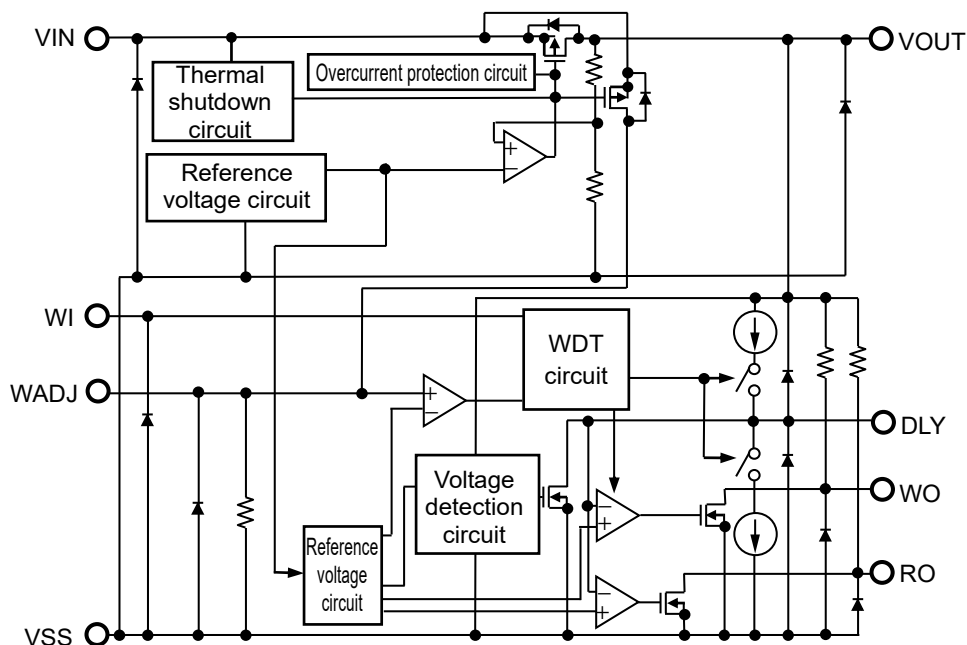 VIN
VOUT
Thermal
shutdown
circuit
Overcurrent protection circuit
+
−
Reference
voltage circuit
WI
WDT
circuit
WADJ
+
−
DLY
Voltage
detection
circuit
−
+
WO
Reference
voltage
circuit
−
+
RO
VSS